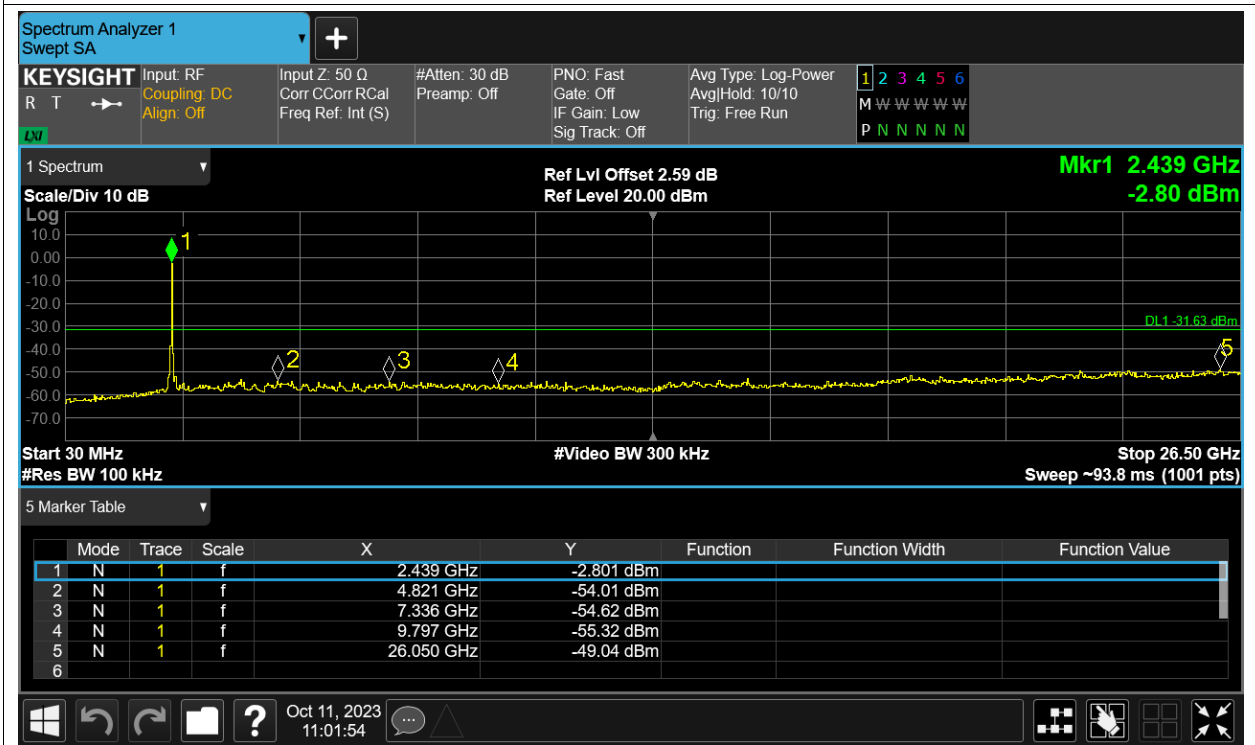 Spectrum Analyzer 1
Swept SA
KEYSIGHT
R T
LXI
Input: RF
Coupling: DC
Align: Off
Input Z: 50 Ω
Corr CCorr RCal
Freq Ref: Int (S)
#Atten: 30 dB
Preamp: Off
PNO: Fast
Gate: Off
IF Gain: Low
Sig Track: Off
Avg Type: Log-Power
Avg|Hold: 10/10
Trig: Free Run
1 2 3 4 5 6
M W W W W W
P N N N N N
1 Spectrum
Scale/Div 10 dB
Ref Lvl Offset 2.59 dB
Ref Level 20.00 dBm
Mkr1 2.439 GHz
-2.80 dBm
Log
10.0
0.00
-10.0
-20.0
-30.0
-40.0
-50.0
-60.0
-70.0
1
2
3
4
5
DL1 -31.63 dBm
Start 30 MHz
#Res BW 100 kHz
#Video BW 300 kHz
Stop 26.50 GHz
Sweep ~93.8 ms (1001 pts)
5 Marker Table
Mode Trace Scale X Y Function Function Width Function Value
1 N 1 f 2.439 GHz -2.801 dBm
2 N 1 f 4.821 GHz -54.01 dBm
3 N 1 f 7.336 GHz -54.62 dBm
4 N 1 f 9.797 GHz -55.32 dBm
5 N 1 f 26.050 GHz -49.04 dBm
6
?
Oct 11, 2023
11:01:54